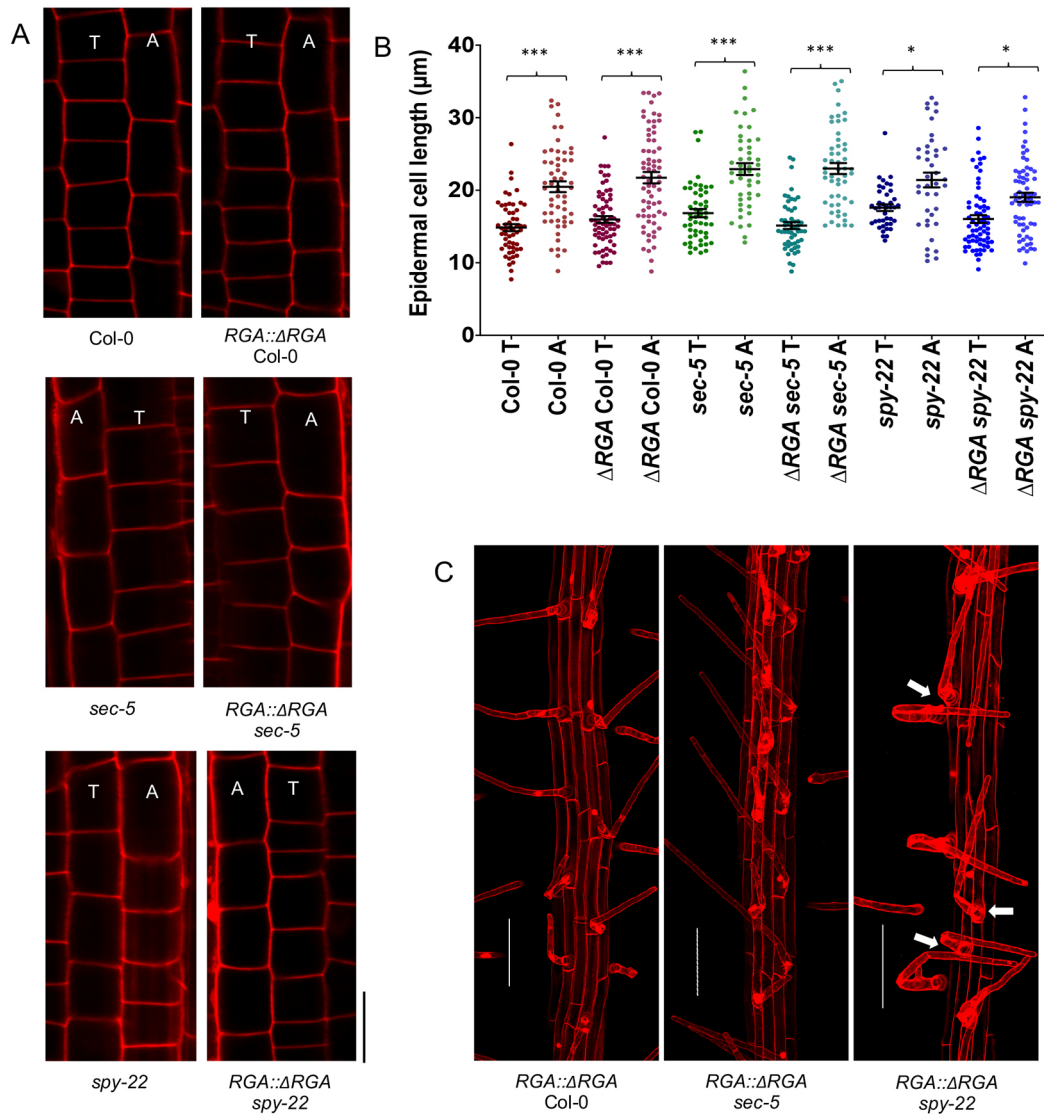 A
T A
T A
Col-0
RGA::ΔRGA
Col-0
A T
T A
sec-5
RGA::ΔRGA
sec-5
T A
A T
spy-22
RGA::ΔRGA
spy-22
B
Epidermal cell length (μm)
40
30
20
10
0
***
***
***
***
*
*
Col-0 T
Col-0 A
ΔRGA Col-0 T
ΔRGA Col-0 A
sec-5 T
sec-5 A
ΔRGA sec-5 T
ΔRGA sec-5 A
spy-22 T
spy-22 A
ΔRGA spy-22 T
ΔRGA spy-22 A
C
RGA::ΔRGA
Col-0
RGA::ΔRGA
sec-5
RGA::ΔRGA
spy-22